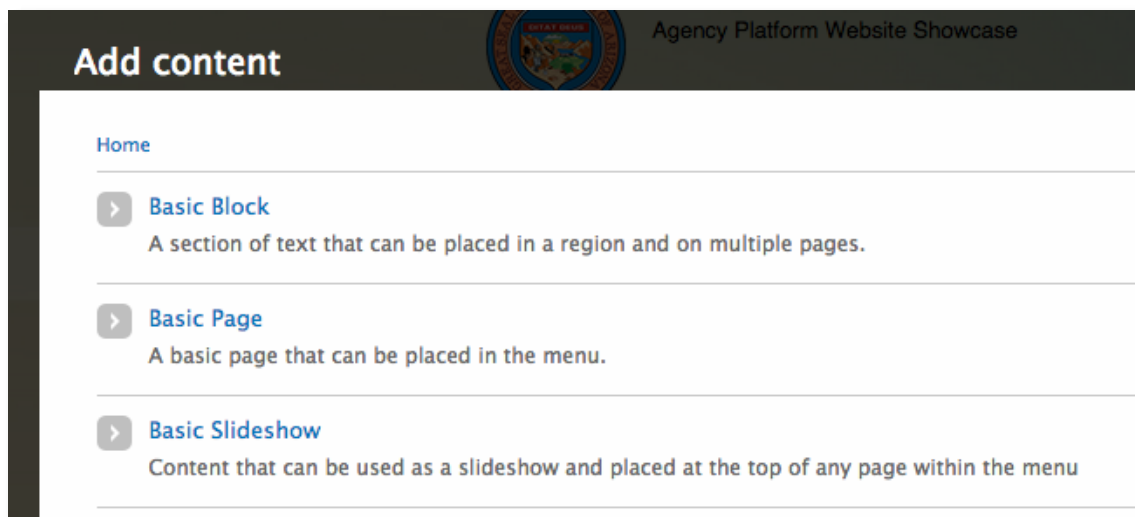 Agency Platform Website Showcase
DITAT DEUS
Add content
Home
Basic Block
A section of text that can be placed in a region and on multiple pages.
Basic Page
A basic page that can be placed in the menu.
Basic Slideshow
Content that can be used as a slideshow and placed at the top of any page within the menu